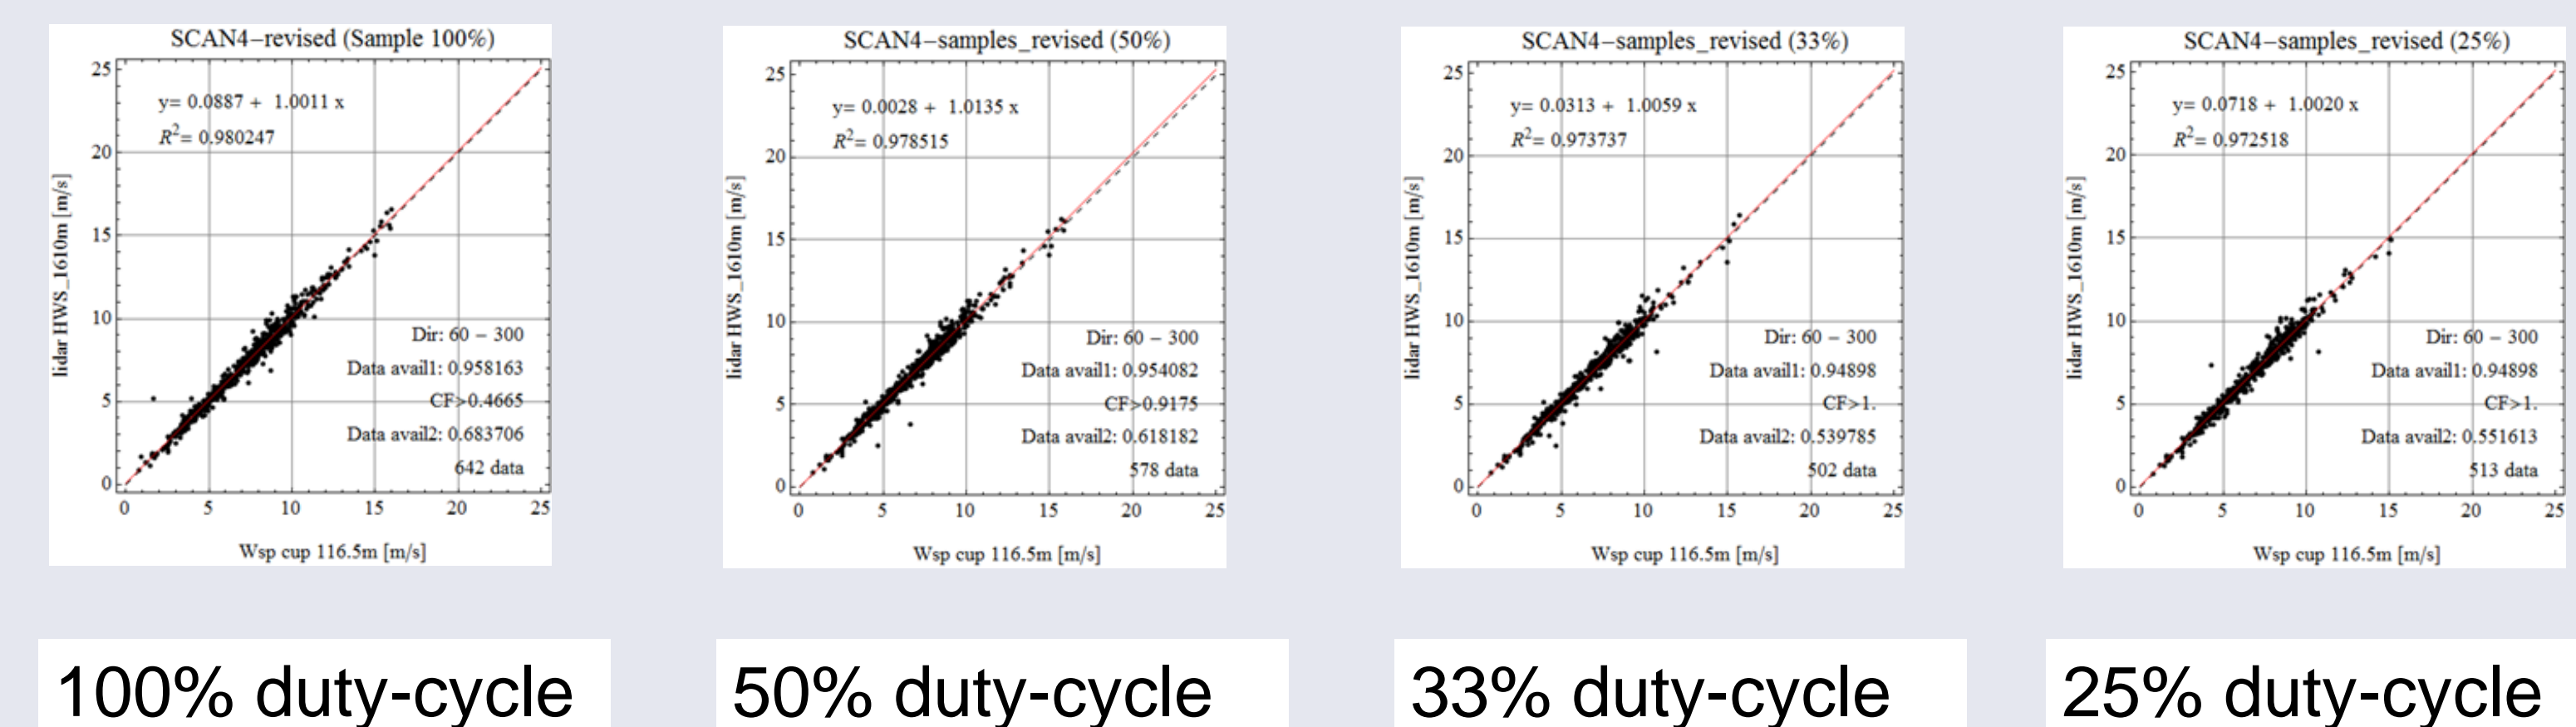 SCAN4−revised (Sample 100%)
y= 0.0887 + 1.0011 x
R²= 0.980247
lidar HWS_1610m [m/s]
25
20
15
10
5
0
Dir: 60 − 300
Data avail1: 0.958163
CF>0.4665
Data avail2: 0.683706
642 data
0 5 10 15 20 25
Wsp cup 116.5m [m/s]
100% duty-cycle
SCAN4−samples_revised (50%)
y= 0.0028 + 1.0135 x
R²= 0.978515
lidar HWS_1610m [m/s]
25
20
15
10
5
0
Dir: 60 − 300
Data avail1: 0.954082
CF>0.9175
Data avail2: 0.618182
578 data
0 5 10 15 20 25
Wsp cup 116.5m [m/s]
50% duty-cycle
SCAN4−samples_revised (33%)
y= 0.0313 + 1.0059 x
R²= 0.973737
lidar HWS_1610m [m/s]
25
20
15
10
5
0
Dir: 60 − 300
Data avail1: 0.94898
CF>1.
Data avail2: 0.539785
502 data
0 5 10 15 20 25
Wsp cup 116.5m [m/s]
33% duty-cycle
SCAN4−samples_revised (25%)
y= 0.0718 + 1.0020 x
R²= 0.972518
lidar HWS_1610m [m/s]
25
20
15
10
5
0
Dir: 60 − 300
Data avail1: 0.94898
CF>1.
Data avail2: 0.551613
513 data
0 5 10 15 20 25
Wsp cup 116.5m [m/s]
25% duty-cycle